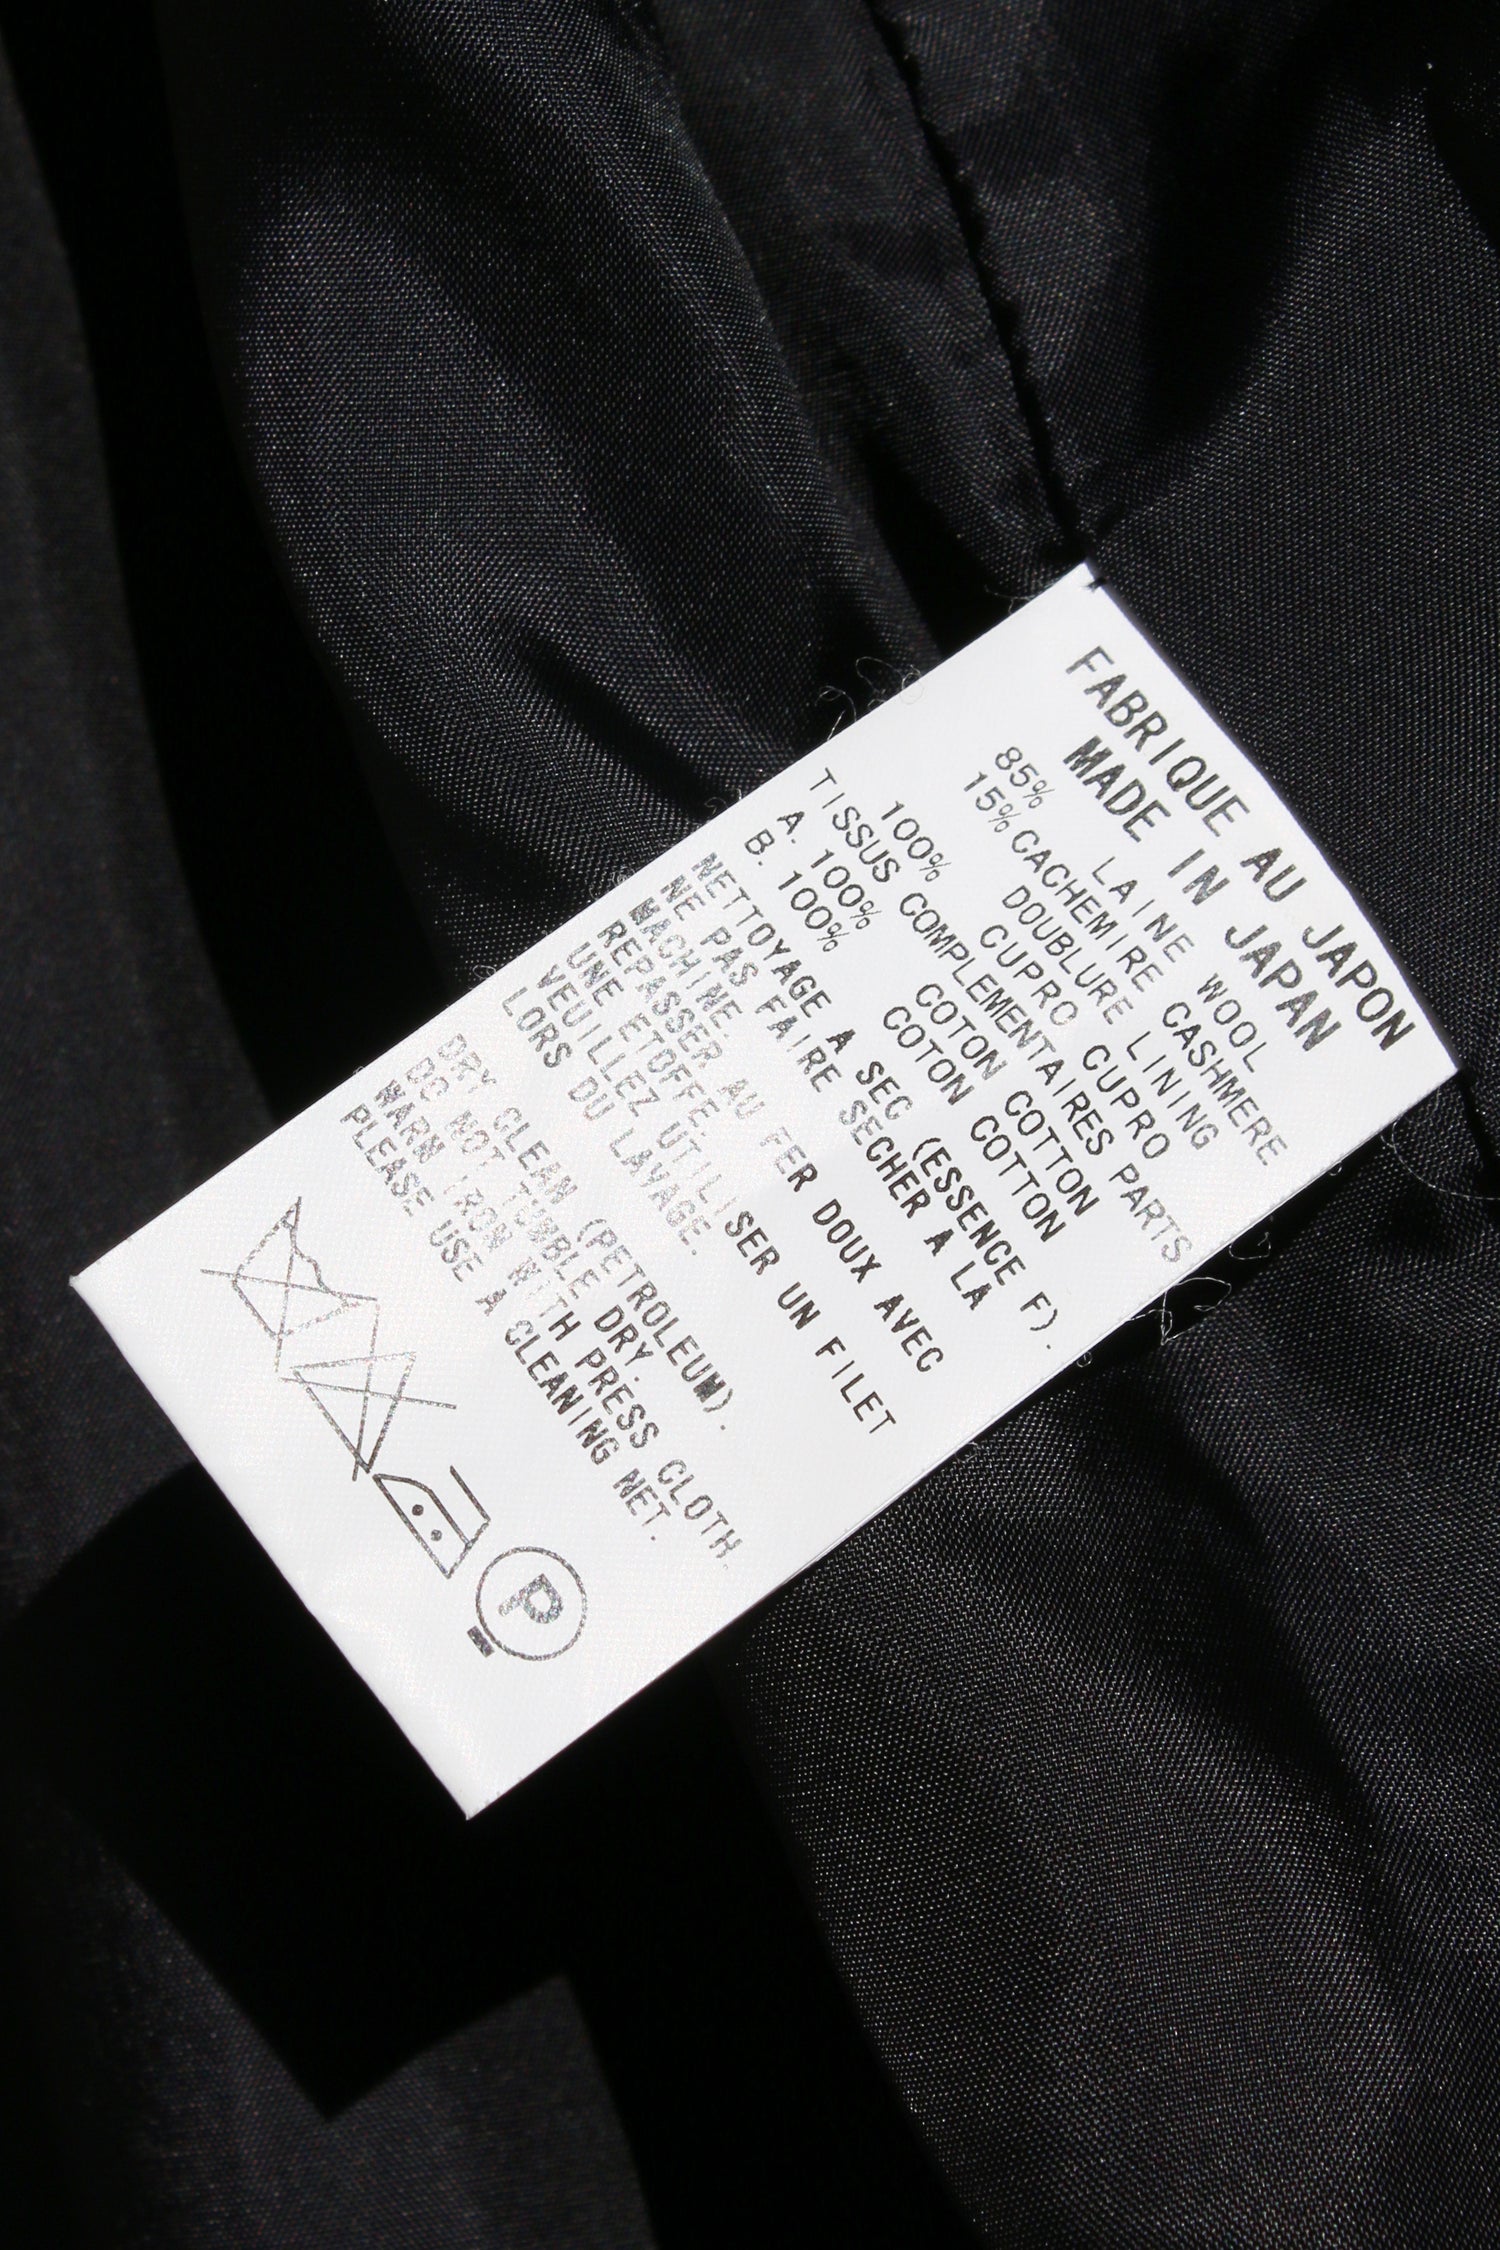 FABRIQUE AU JAPON
MADE IN JAPAN
85% LAINE WOOL
15% CACHEMIRE CASHMERE
DOUBLURE LINING
100% CUPRO CUPRO
TISSUS COMPLEMENTAIRES PARTS
A. 100% COTON COTTON
B. 100% COTON COTTON
NETTOYAGE A SEC (ESSENCE F).
NE PAS FAIRE SECHER A LA
MACHINE.
REPASSER AU FER DOUX AVEC
UNE ETOFFE.
VEUILLEZ UTILISER UN FILET
LORS DU LAVAGE.
DRY CLEAN (PETROLEUM).
DO NOT TUMBLE DRY.
WARM IRON WITH PRESS CLOTH.
PLEASE USE A CLEANING NET.
P